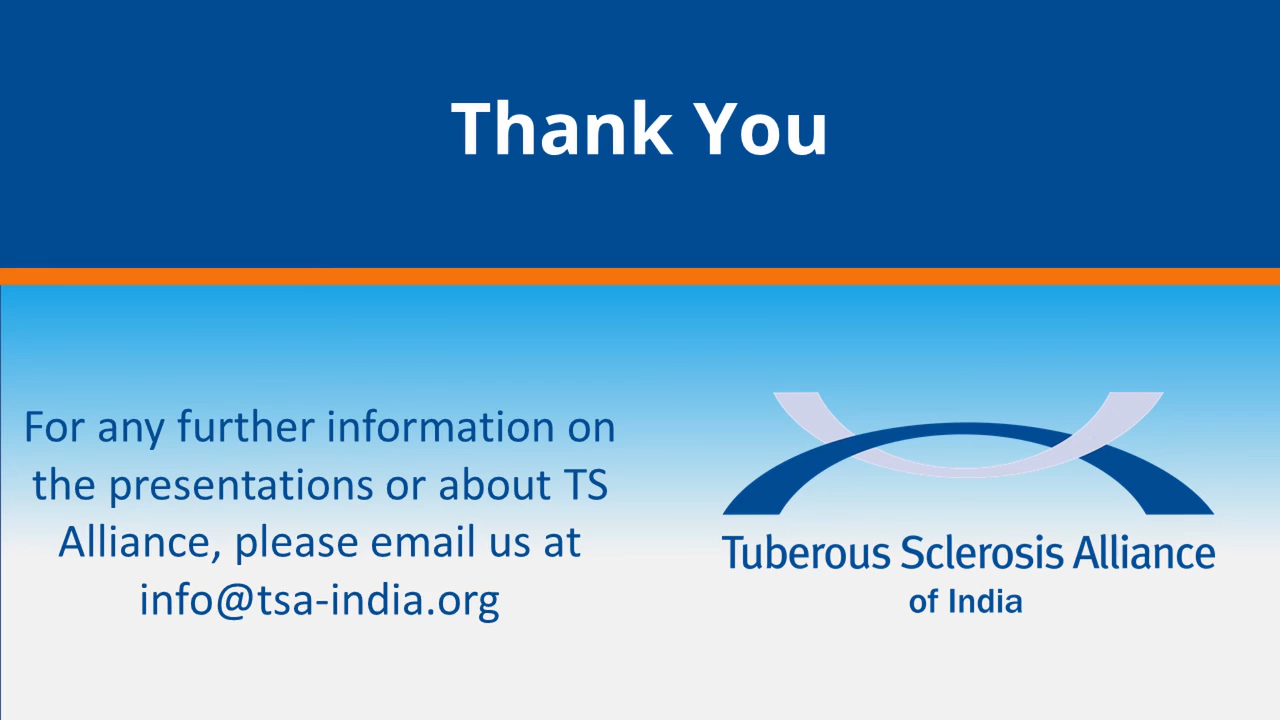 Thank You
For any further information on
the presentations or about TS
Alliance, please email us at
info@tsa-india.org
Tuberous Sclerosis Alliance
of India